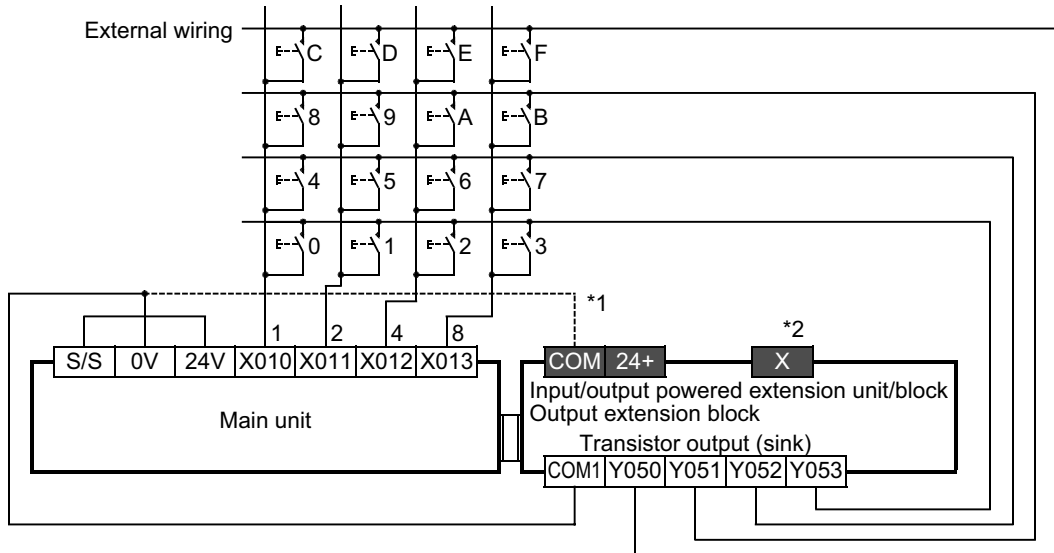 External wiring
C D E F
8 9 A B
4 5 6 7
0 1 2 3
*1
1 2 4 8 *2
S/S 0V 24V X010 X011 X012 X013 COM 24+ X
Input/output powered extension unit/block
Main unit Output extension block
Transistor output (sink)
COM1 Y050 Y051 Y052 Y053